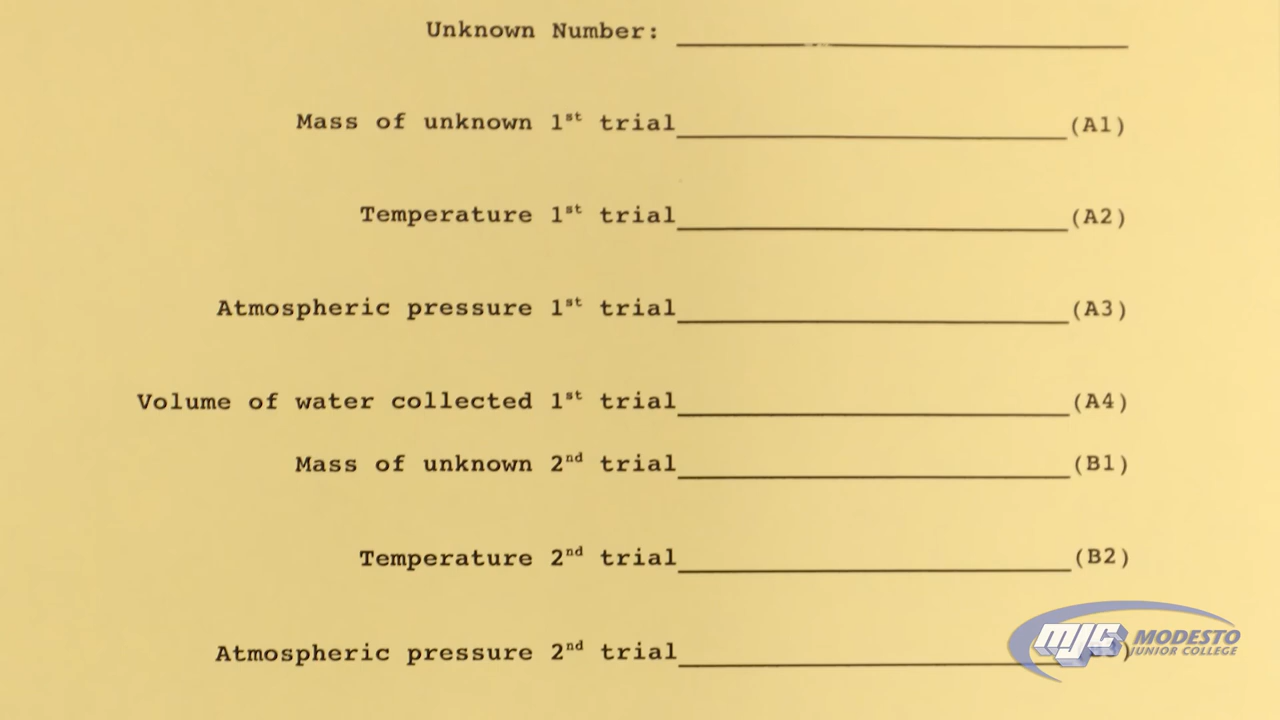 Unknown Number:
Mass of unknown 1st trial (A1)
Temperature 1st trial (A2)
Atmospheric pressure 1st trial (A3)
Volume of water collected 1st trial (A4)
Mass of unknown 2nd trial (B1)
Temperature 2nd trial (B2)
Atmospheric pressure 2nd trial
MJC MODESTO
JUNIOR COLLEGE